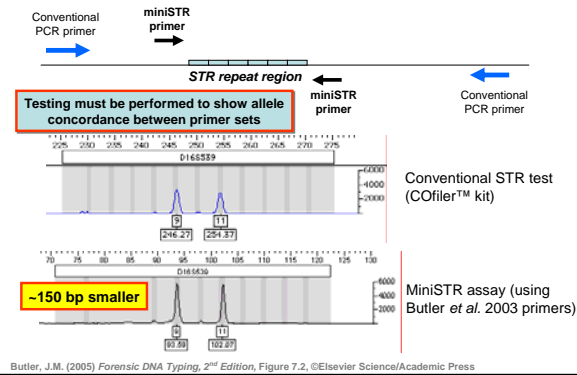 Conventional
PCR primer
miniSTR
primer
STR repeat region
miniSTR
primer
Conventional
PCR primer
Testing must be performed to show allele
concordance between primer sets
225 230 235 240 245 250 255 260 265 270 275
D16S539
6000
4000
2000
9 11
246.27 254.37
Conventional STR test
(COfiler™ kit)
70 80 90 95 100 105 110 115 120 125 130
D16S539
6000
4000
2000
~150 bp smaller
9 11
102.07
MiniSTR assay (using
Butler et al. 2003 primers)
Butler, J.M. (2005) Forensic DNA Typing, 2nd Edition, Figure 7.2, ©Elsevier Science/Academic Press